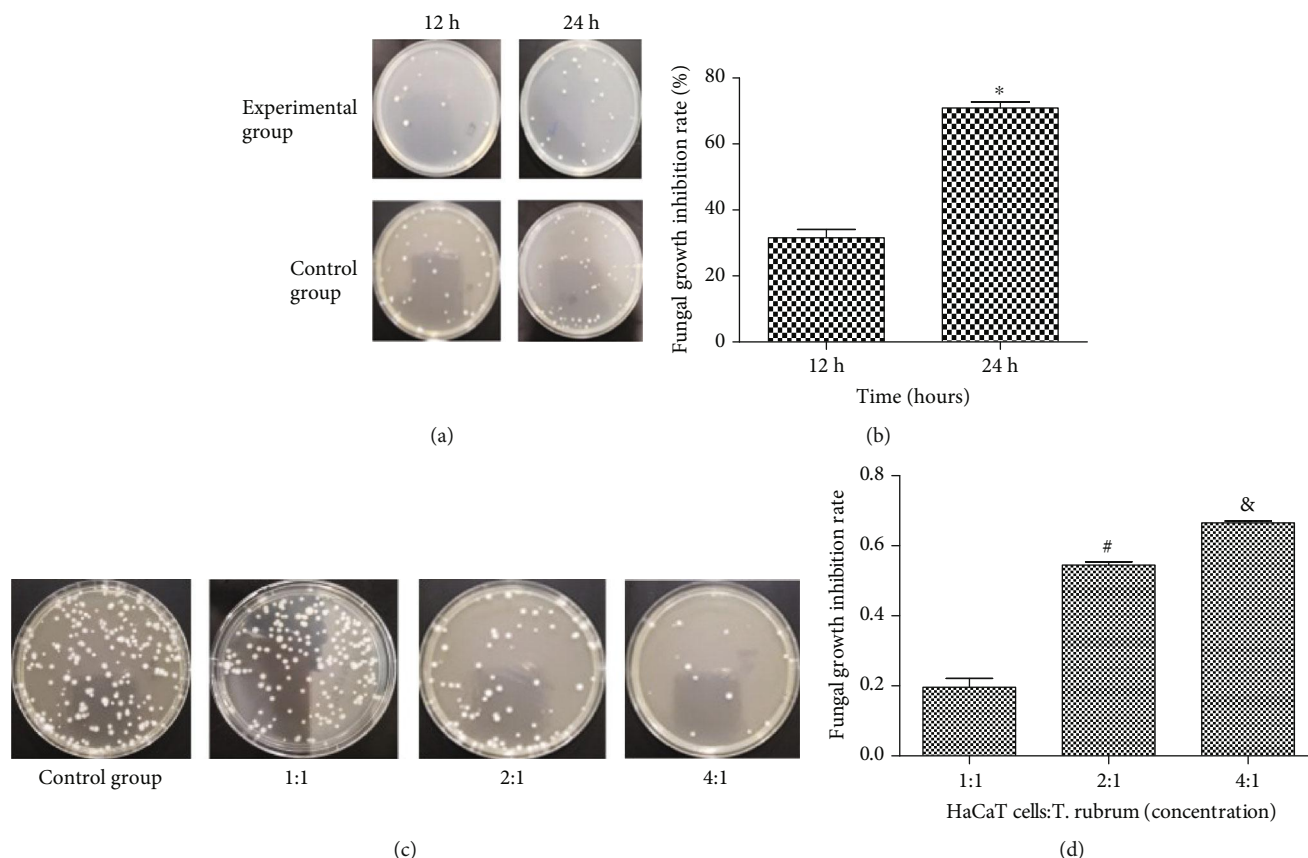 12 h
24 h
Experimental
group
Control
group
(a)
Fungal growth inhibition rate (%)
80
60
40
20
0
*
12 h
24 h
Time (hours)
(b)
Control group
1:1
2:1
4:1
(c)
Fungal growth inhibition rate
0.8
0.6
0.4
0.2
0.0
#
&
1:1
2:1
4:1
HaCaT cells:T. rubrum (concentration)
(d)